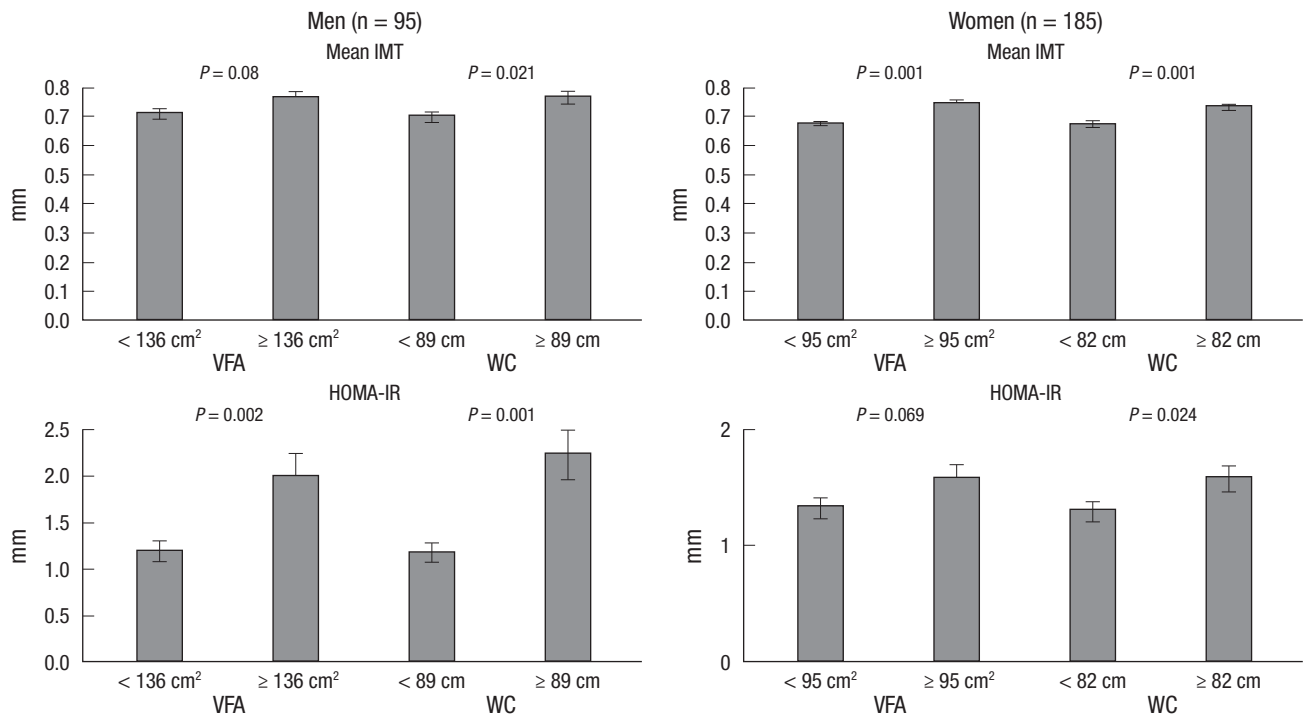 Men (n = 95)
Mean IMT
P = 0.08 P = 0.021
0.8
0.7
0.6
0.5
0.4
0.3
0.2
0.1
0.0
mm
< 136 cm² ≥ 136 cm² < 89 cm ≥ 89 cm
VFA WC
Women (n = 185)
Mean IMT
P = 0.001 P = 0.001
0.8
0.7
0.6
0.5
0.4
0.3
0.2
0.1
0.0
mm
< 95 cm² ≥ 95 cm² < 82 cm ≥ 82 cm
VFA WC
HOMA-IR
P = 0.002 P = 0.001
2.5
2.0
1.5
1.0
0.5
0.0
mm
< 136 cm² ≥ 136 cm² < 89 cm ≥ 89 cm
VFA WC
HOMA-IR
P = 0.069 P = 0.024
2
1
0
mm
< 95 cm² ≥ 95 cm² < 82 cm ≥ 82 cm
VFA WC